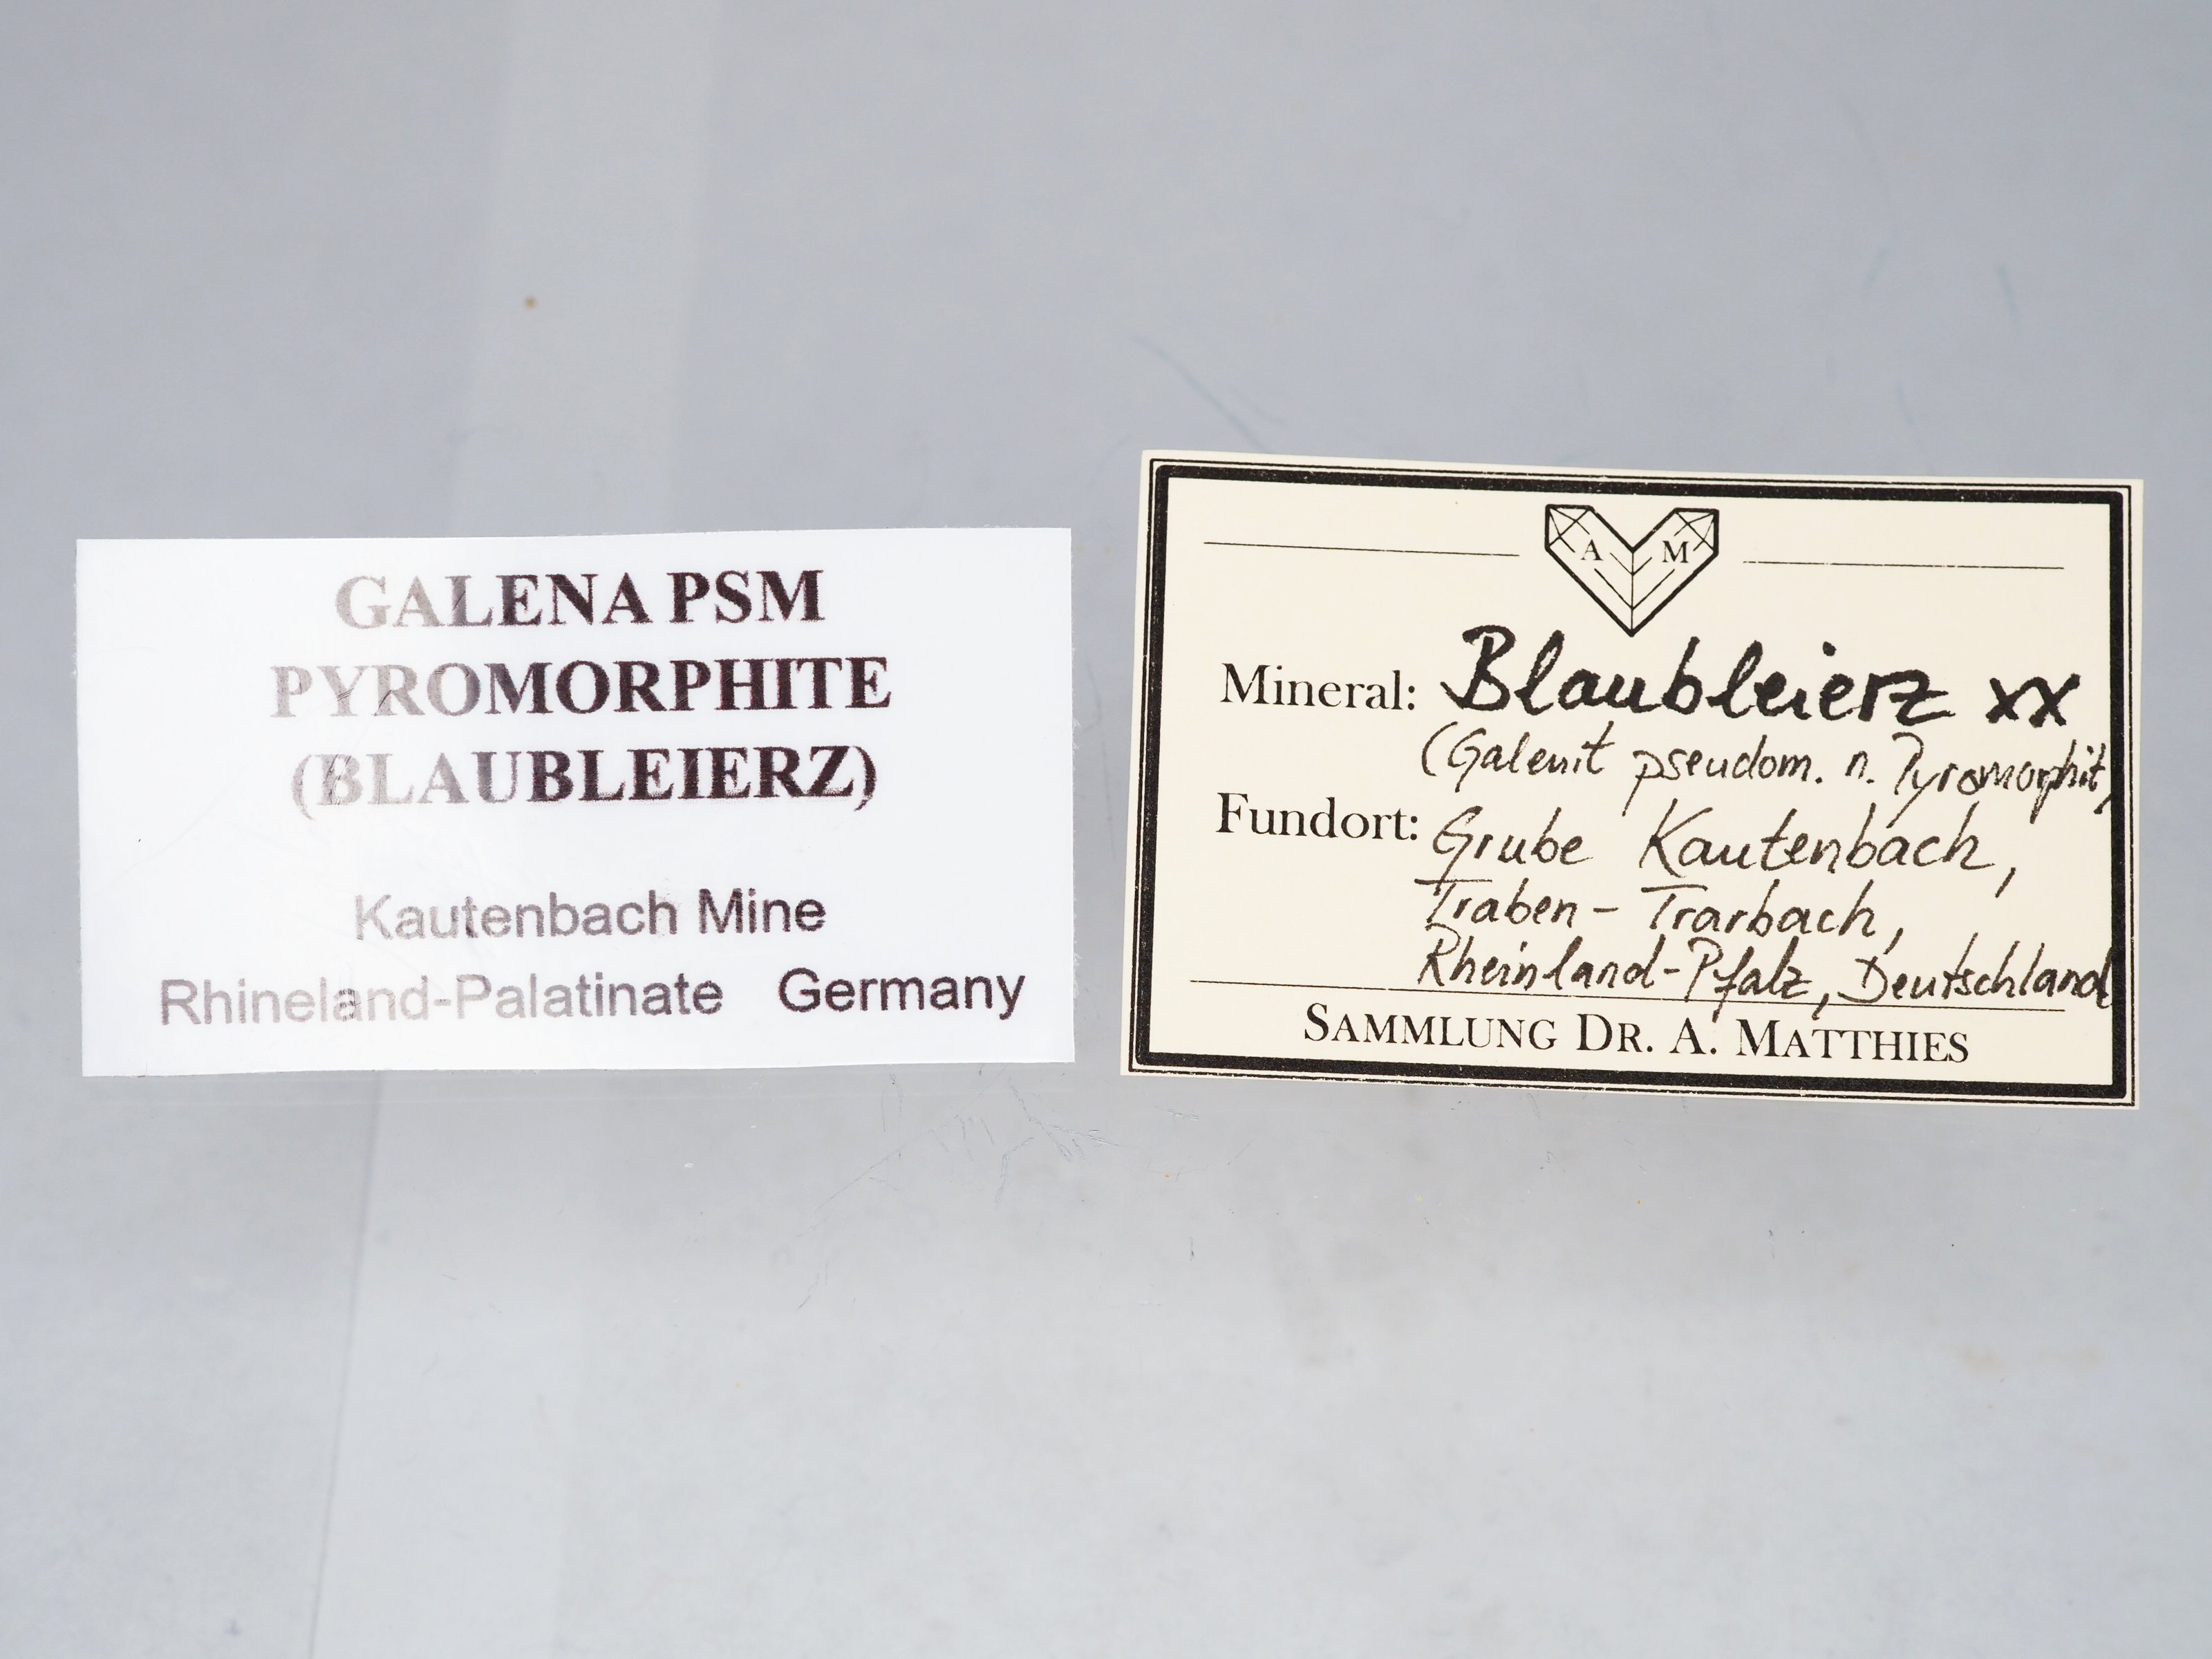 GALENA PSM
PYROMORPHITE
(BLAUBLEIERZ)
Kautenbach Mine
Rhineland-Palatinate Germany
A M
Mineral: Blaubleierz xx
(Galenit pseudom. n. Pyromorphit)
Fundort: Grube Kautenbach,
Traben-Trarbach,
Rheinland-Pfalz, Deutschland
SAMMLUNG DR. A. MATTHIES